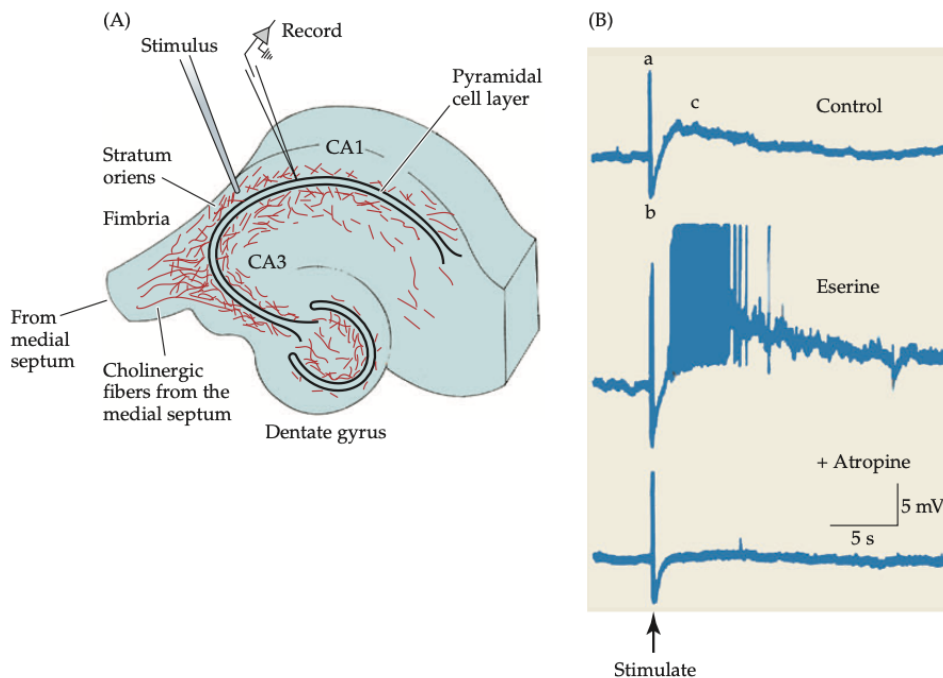 (A)
Stimulus
Record
Pyramidal
cell layer
CA1
Stratum
oriens
Fimbria
CA3
From
medial
septum
Cholinergic
fibers from the
medial septum
Dentate gyrus
(B)
a
c
Control
b
Eserine
+ Atropine
5 mV
5 s
Stimulate